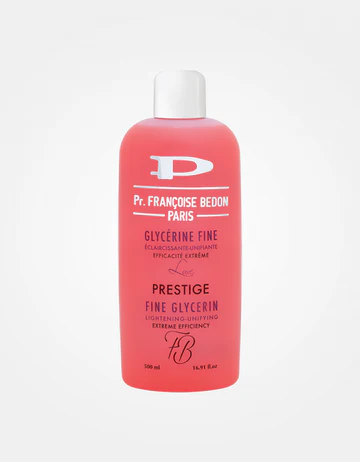 P
Pr. FRANÇOISE BEDON
PARIS
GLYCÉRINE FINE
ÉCLAIRCISSANTE-UNIFIANTE
EFFICACITÉ EXTRÊME
Les
PRESTIGE
FINE GLYCERIN
LIGHTENING-UNIFYING
EXTREME EFFICIENCY
FB
500 ml 16.91 fl.oz